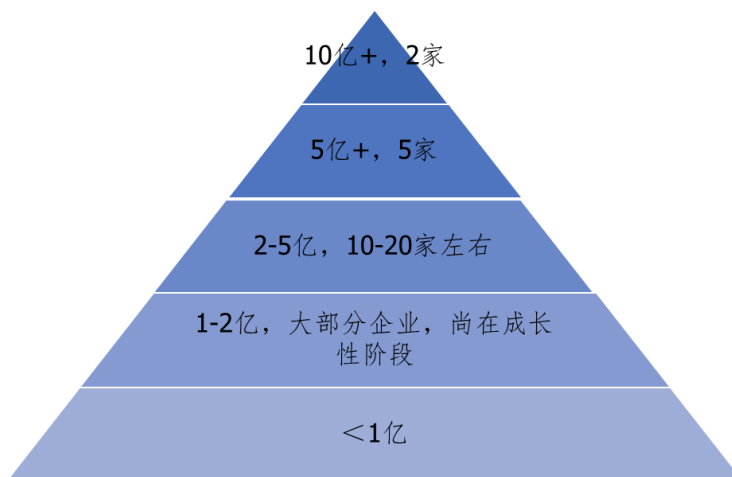 10亿+，2家
5亿+，5家
2-5亿，10-20家左右
1-2亿，大部分企业，尚在成长
性阶段
＜1亿